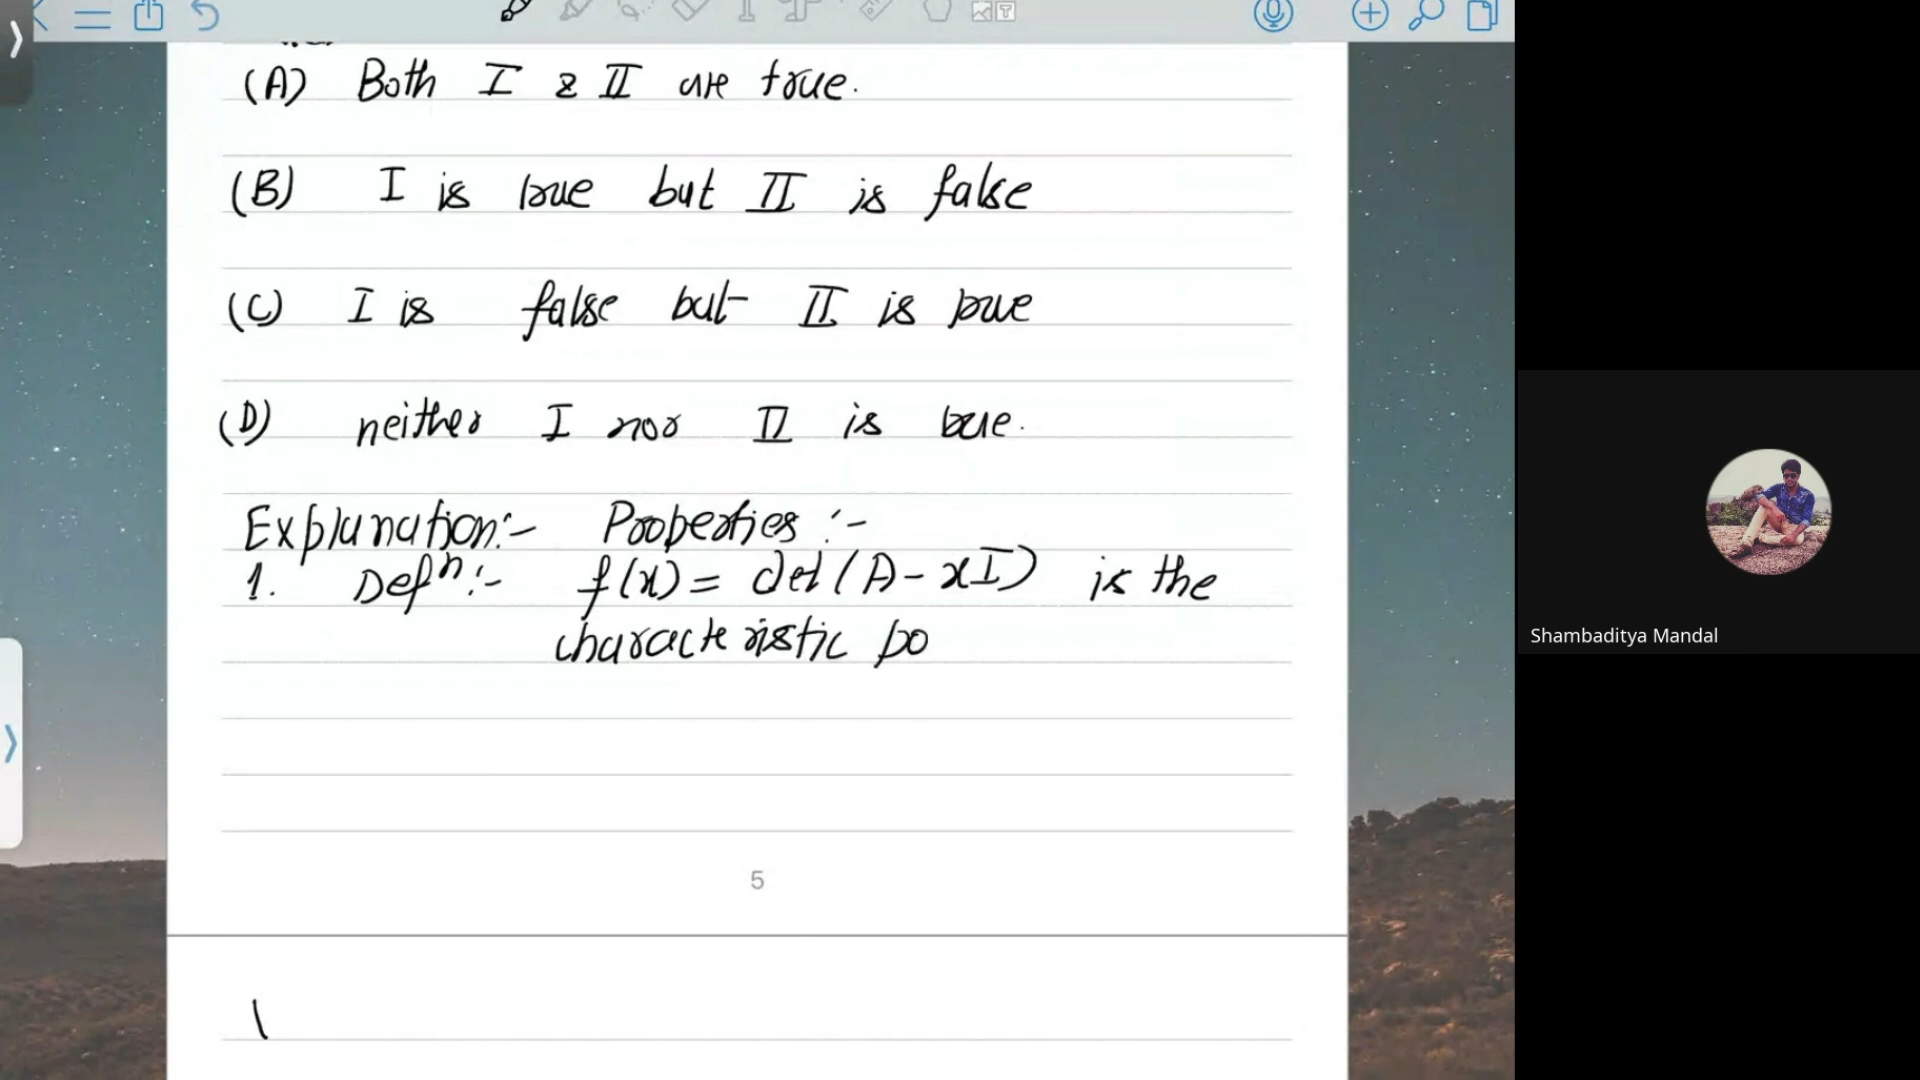 (A) Both I & II are true.
(B) I is true but II is false
(C) I is false but II is true
(D) neither I nor II is true.
Explanation:- Properties :-
1. Defn:- f(x) = det(A - xI) is the
characteristic po
Shambaditya Mandal
5